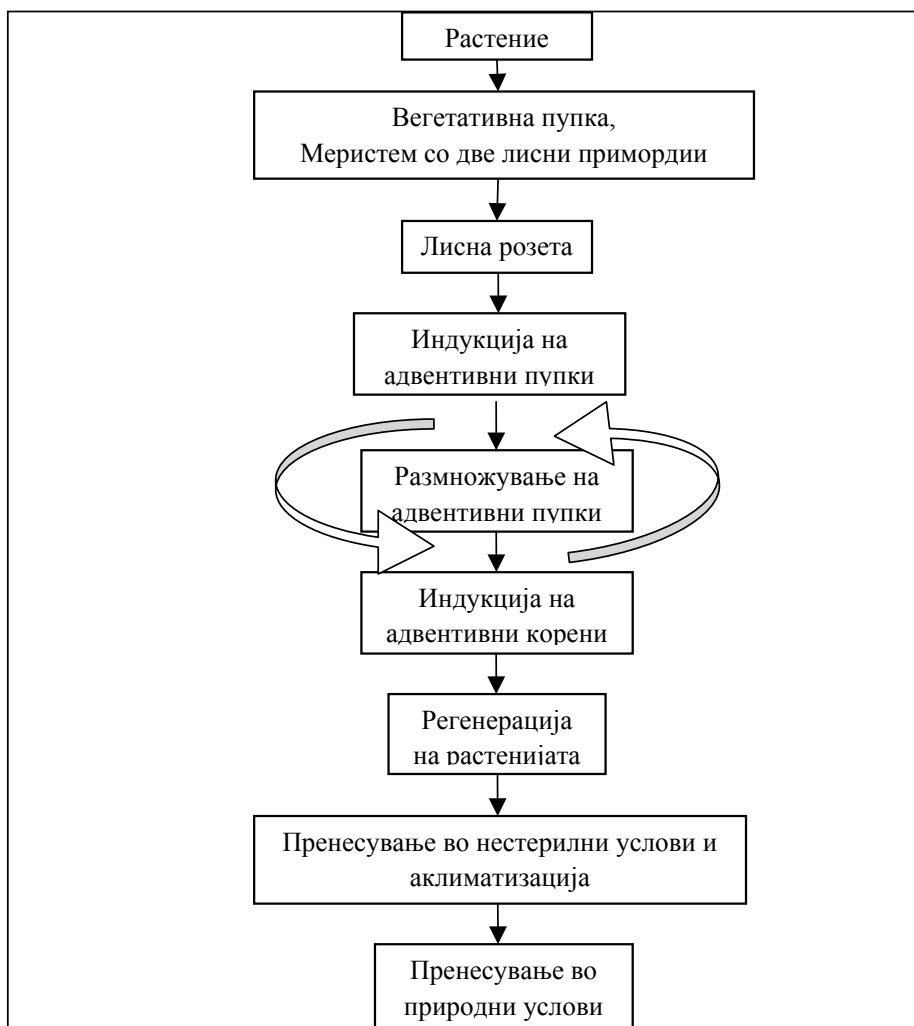 Растение
Вегетативна пупка,
Меристем со две лисни примордии
Лисна розета
Индукција на
адвентивни пупки
Размножување на
адвентивни пупки
Индукција на
адвентивни корени
Регенерација
на растенијата
Пренесување во нестерилни услови и
аклиматизација
Пренесување во
природни услови